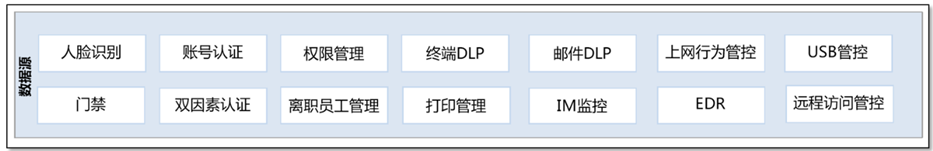 数据源
人脸识别 账号认证 权限管理 终端DLP 邮件DLP 上网行为管控 USB管控
门禁 双因素认证 离职员工管理 打印管理 IM监控 EDR 远程访问管控